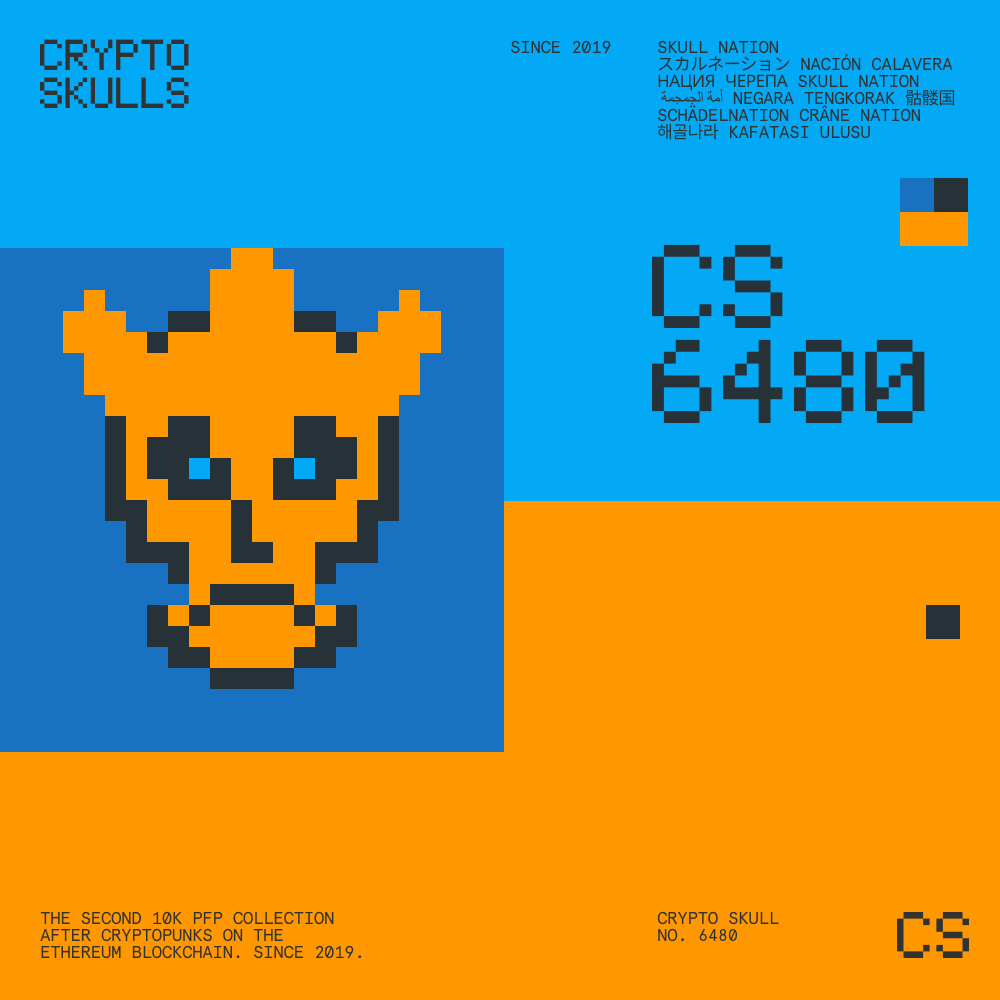 CRYPTO
SKULLS
SINCE 2019
SKULL NATION
スカルネーション NACIÓN CALAVERA
НАЦИЯ ЧЕРЕПА SKULL NATION
أمة الجمجمة NEGARA TENGKORAK 骷髅国
SCHÄDELNATION CRÂNE NATION
해골나라 KAFATASI ULUSU
CS
6480
THE SECOND 10K PFP COLLECTION
AFTER CRYPTOPUNKS ON THE
ETHEREUM BLOCKCHAIN. SINCE 2019.
CRYPTO SKULL
NO. 6480
CS